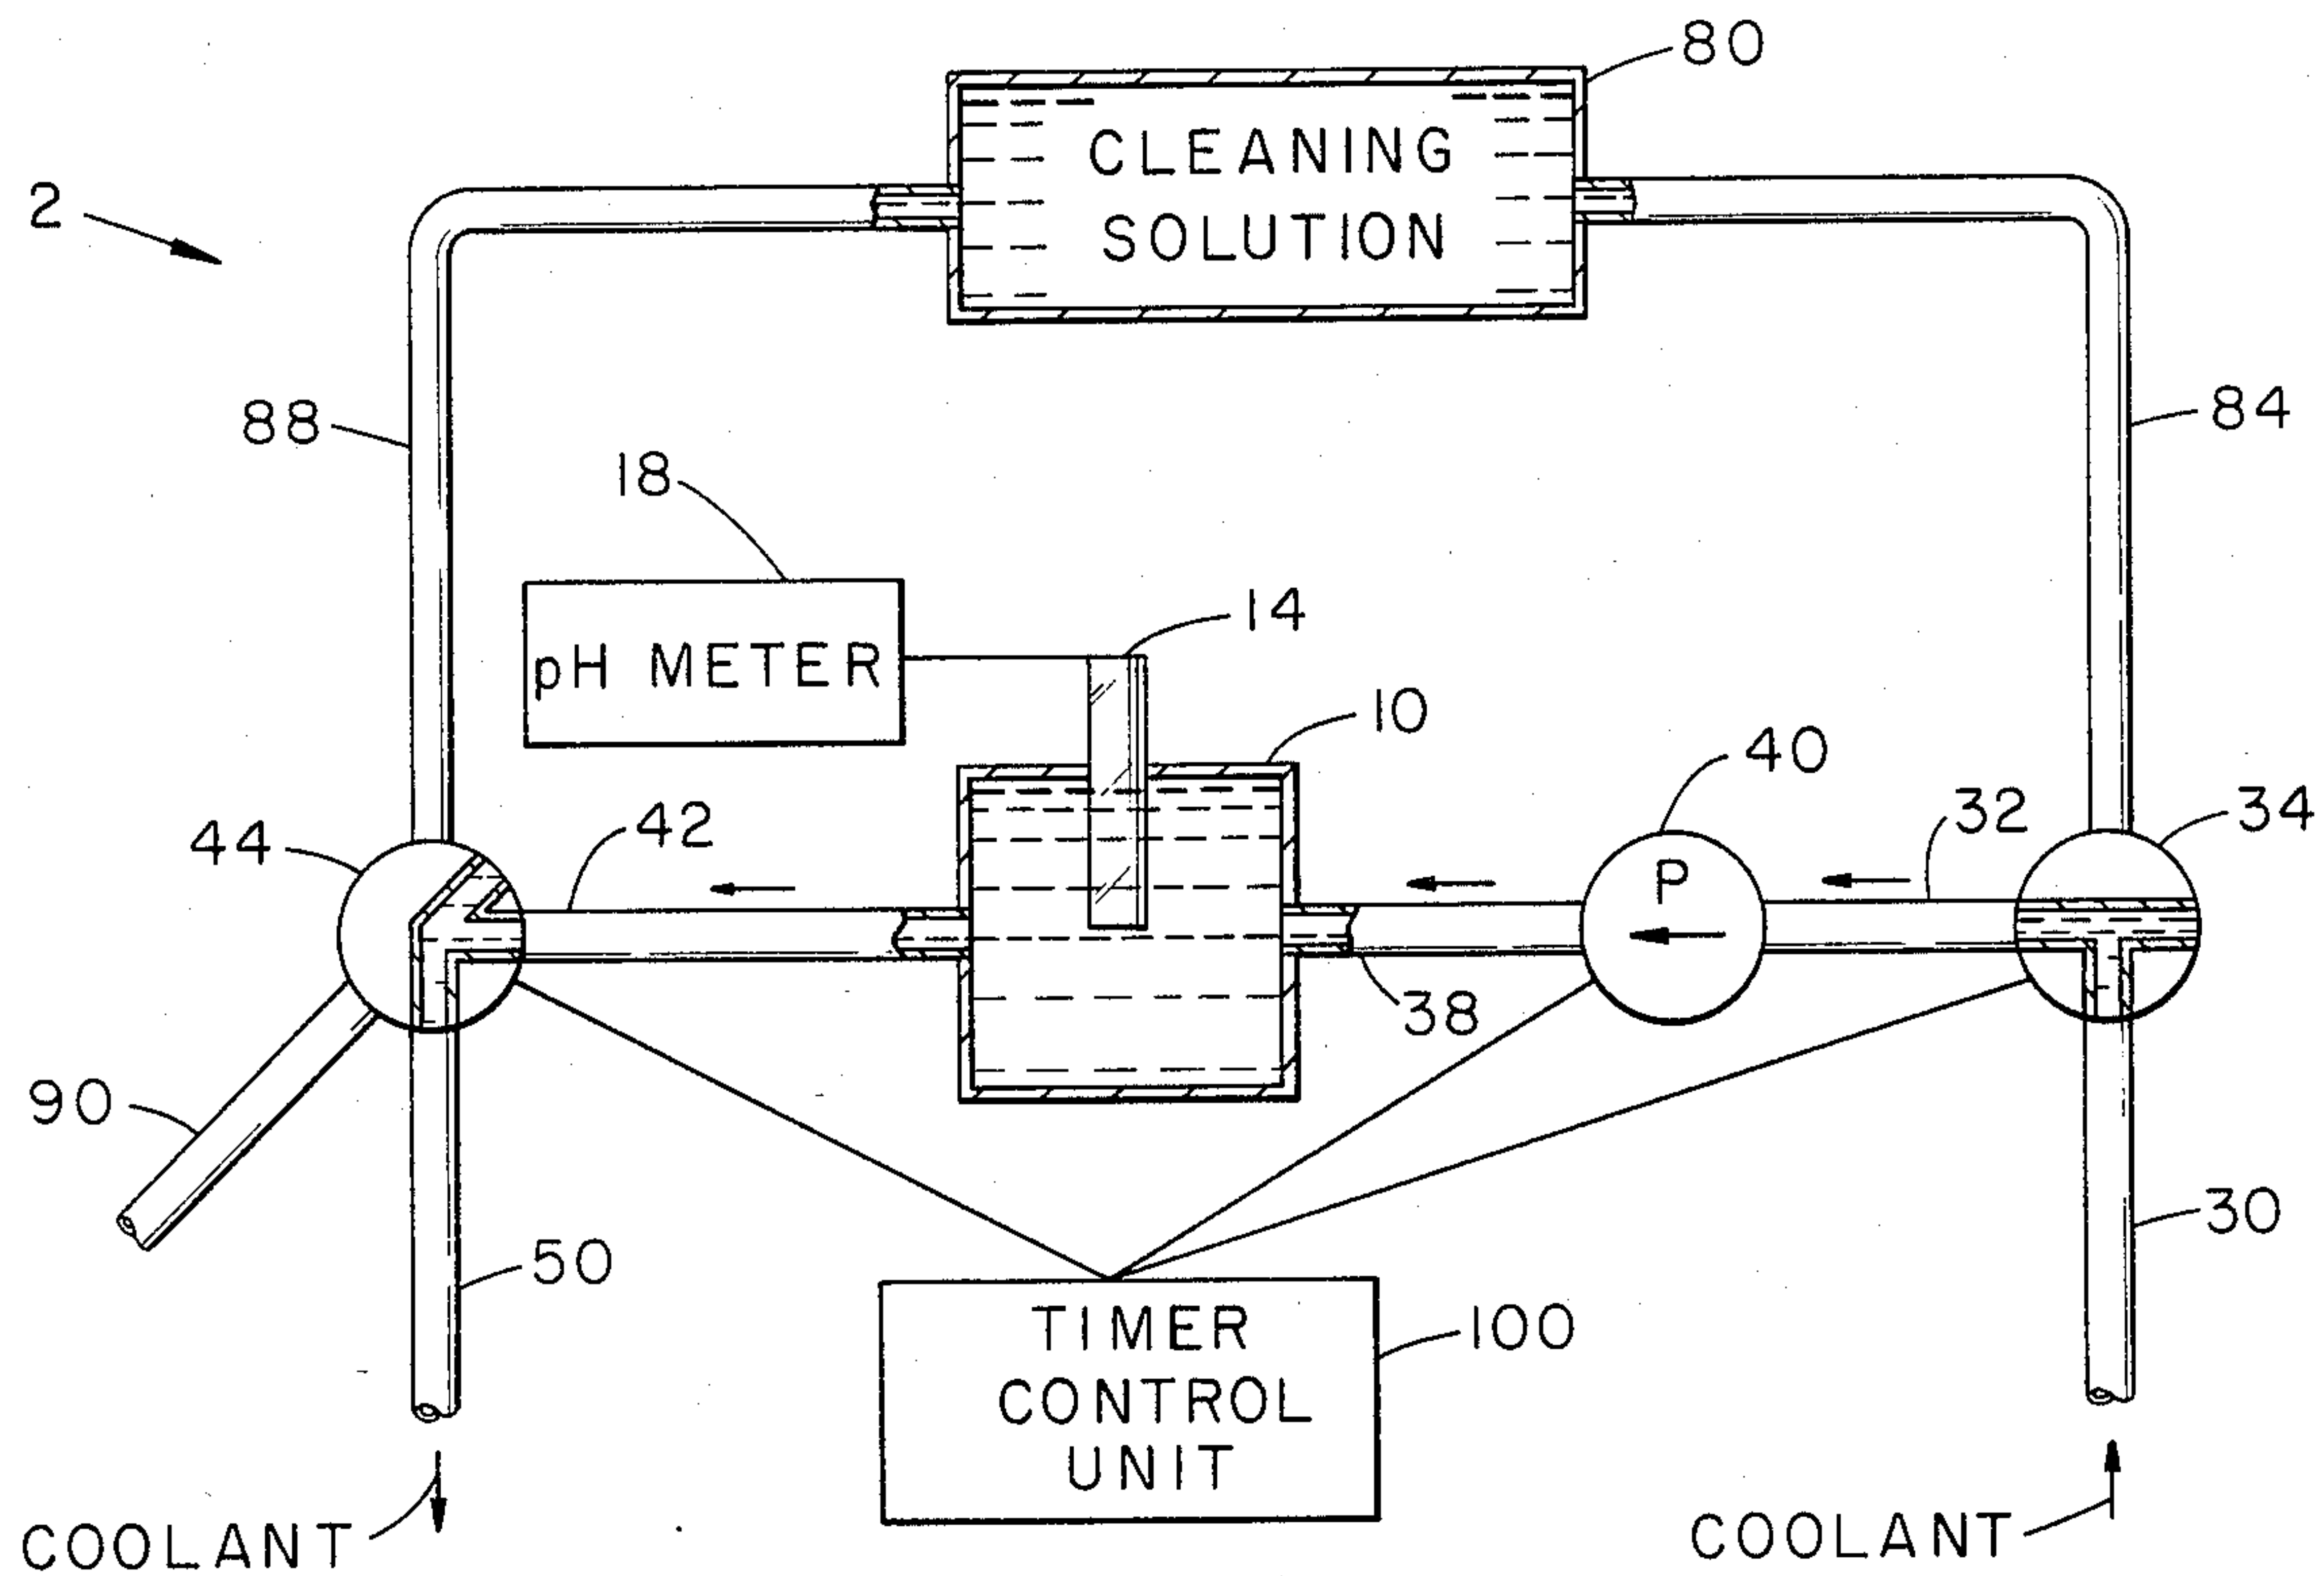 80
CLEANING
SOLUTION
2
88
84
18
pH METER
14
10
40
44
42
P
32
34
38
90
50
30
TIMER
CONTROL
UNIT
100
COOLANT
COOLANT